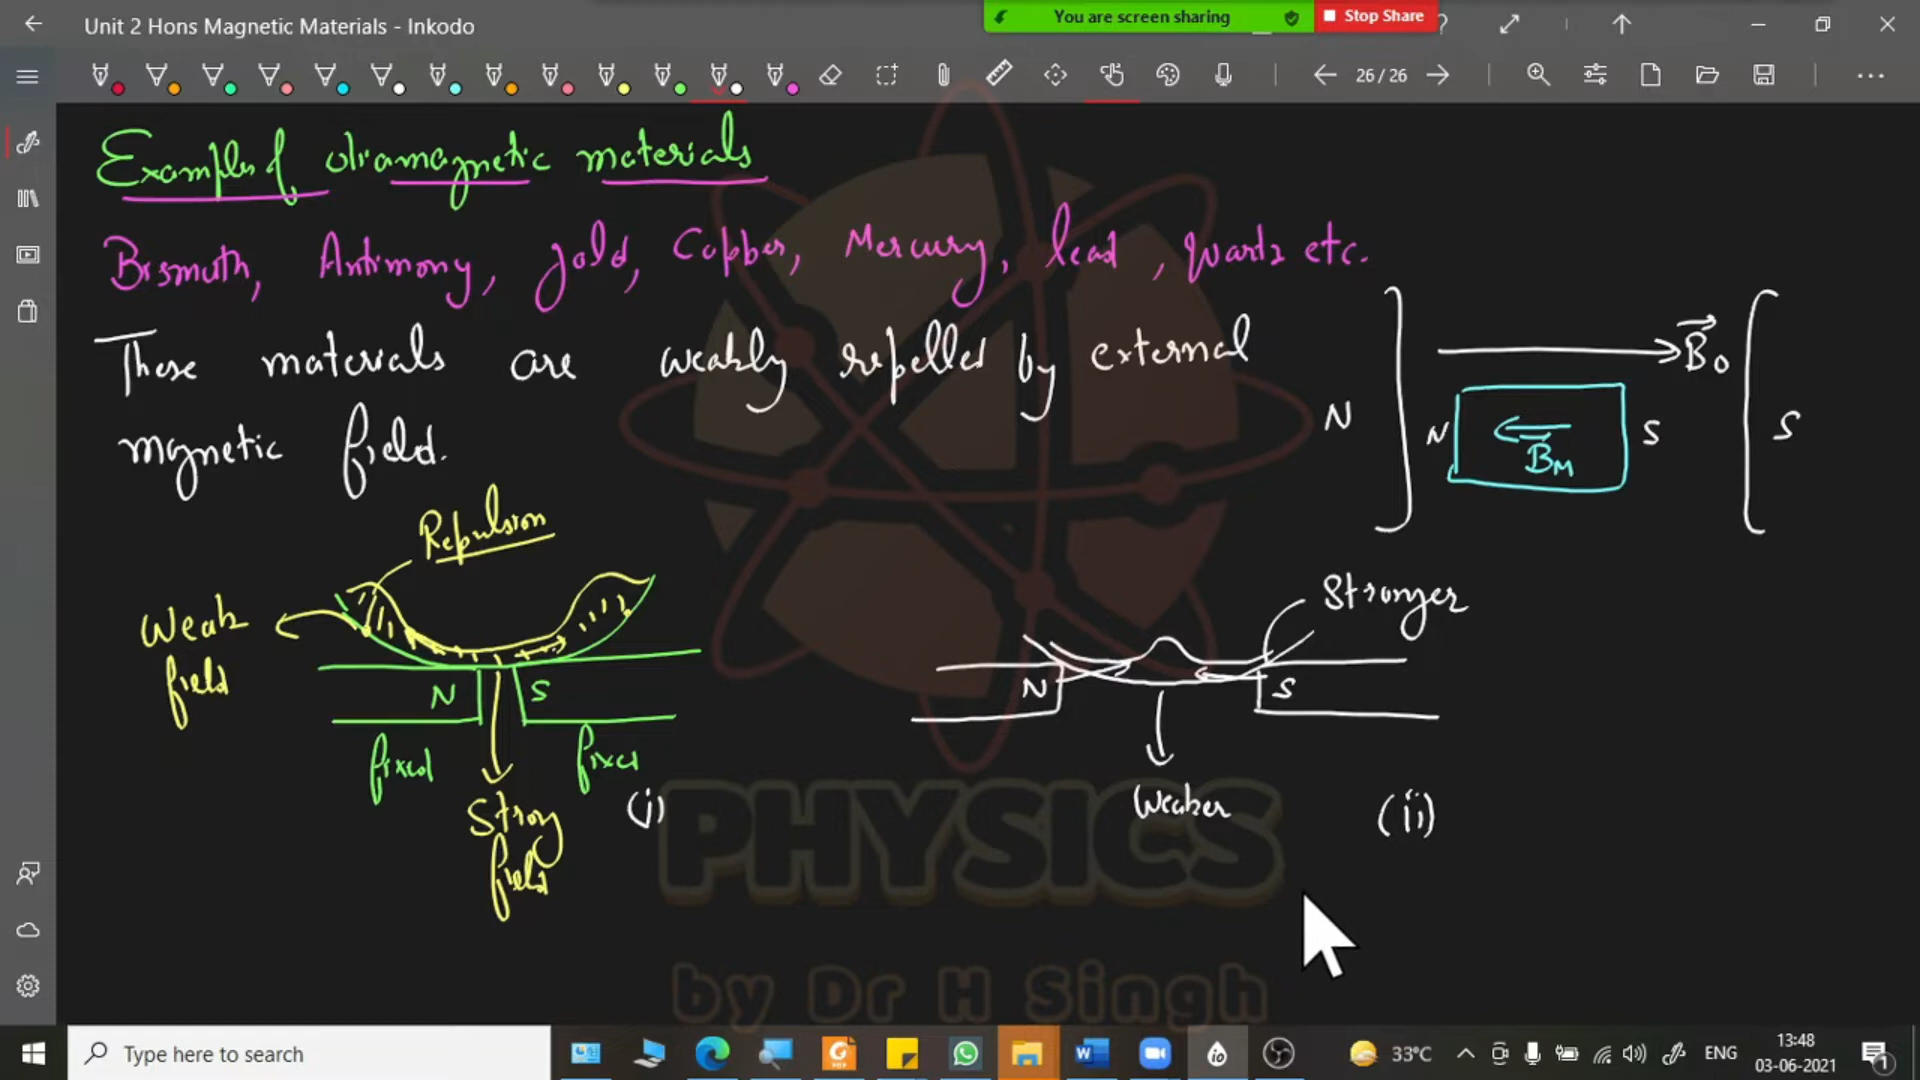 Unit 2 Hons Magnetic Materials - Inkodo
You are screen sharing
Stop Share
26 / 26
Examples of diamagnetic materials
Bismuth, Antimony, gold, Copper, Mercury, lead, quartz etc.
These materials are weakly repelled by external
magnetic field.
N
B0
N
BM
S
S
Repulsion
Weak
field
N
S
fixed
fixed
Strong
field
(i)
Stronger
N
S
Weaker
(ii)
PHYSICS
by Dr H Singh
Type here to search
33°C
ENG
13:48
03-06-2021
1